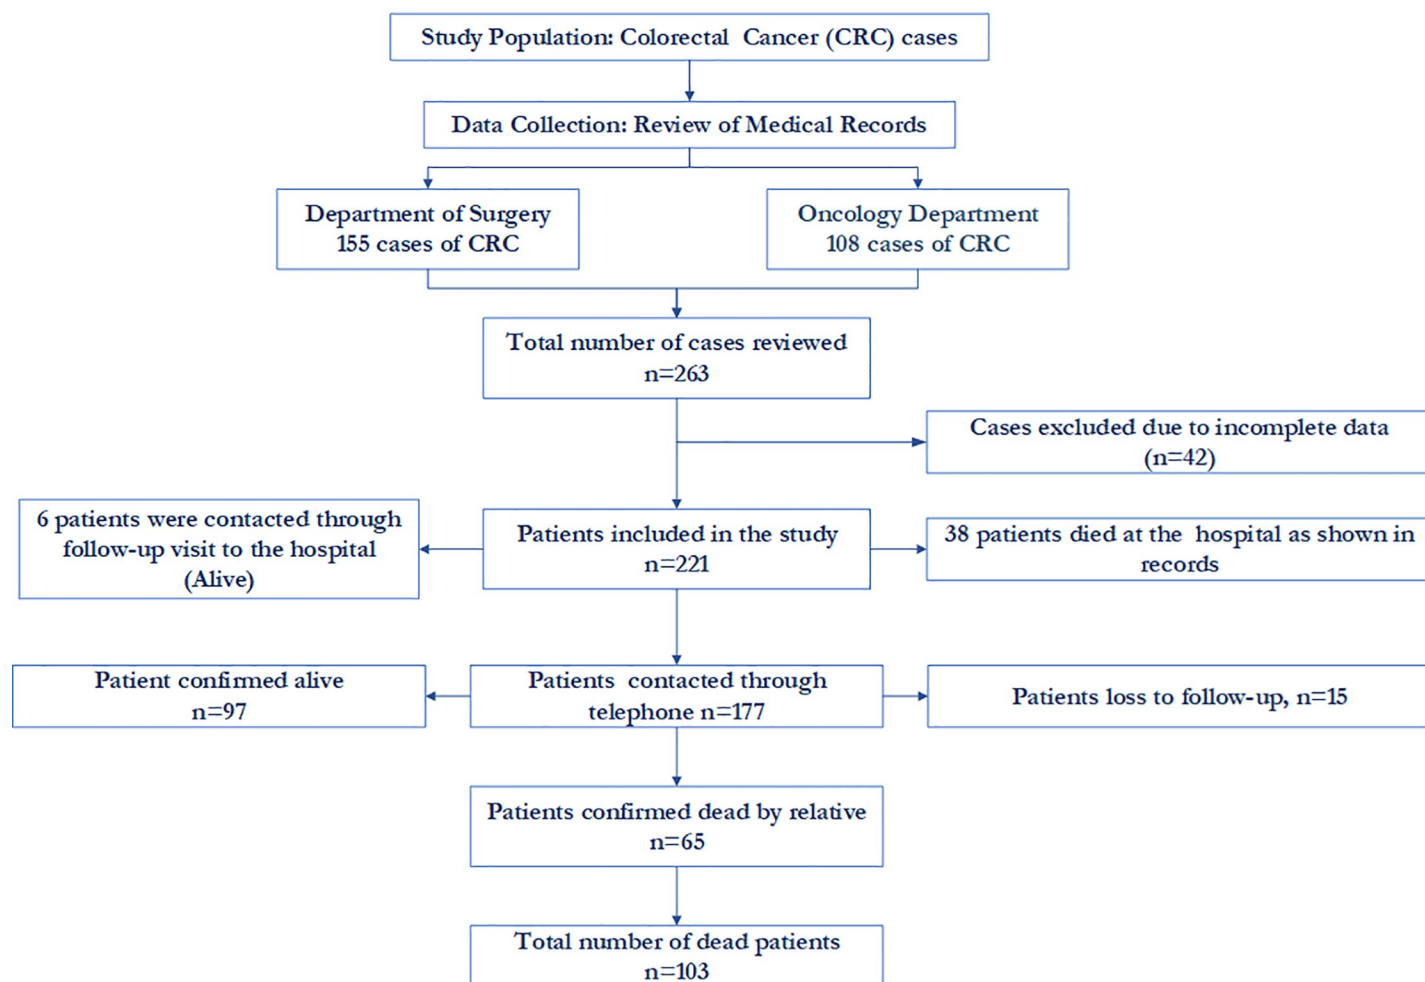 Study Population: Colorectal Cancer (CRC) cases
Data Collection: Review of Medical Records
Department of Surgery
155 cases of CRC
Oncology Department
108 cases of CRC
Total number of cases reviewed
n=263
Cases excluded due to incomplete data
(n=42)
6 patients were contacted through
follow-up visit to the hospital
(Alive)
Patients included in the study
n=221
38 patients died at the hospital as shown in
records
Patient confirmed alive
n=97
Patients contacted through
telephone n=177
Patients loss to follow-up, n=15
Patients confirmed dead by relative
n=65
Total number of dead patients
n=103